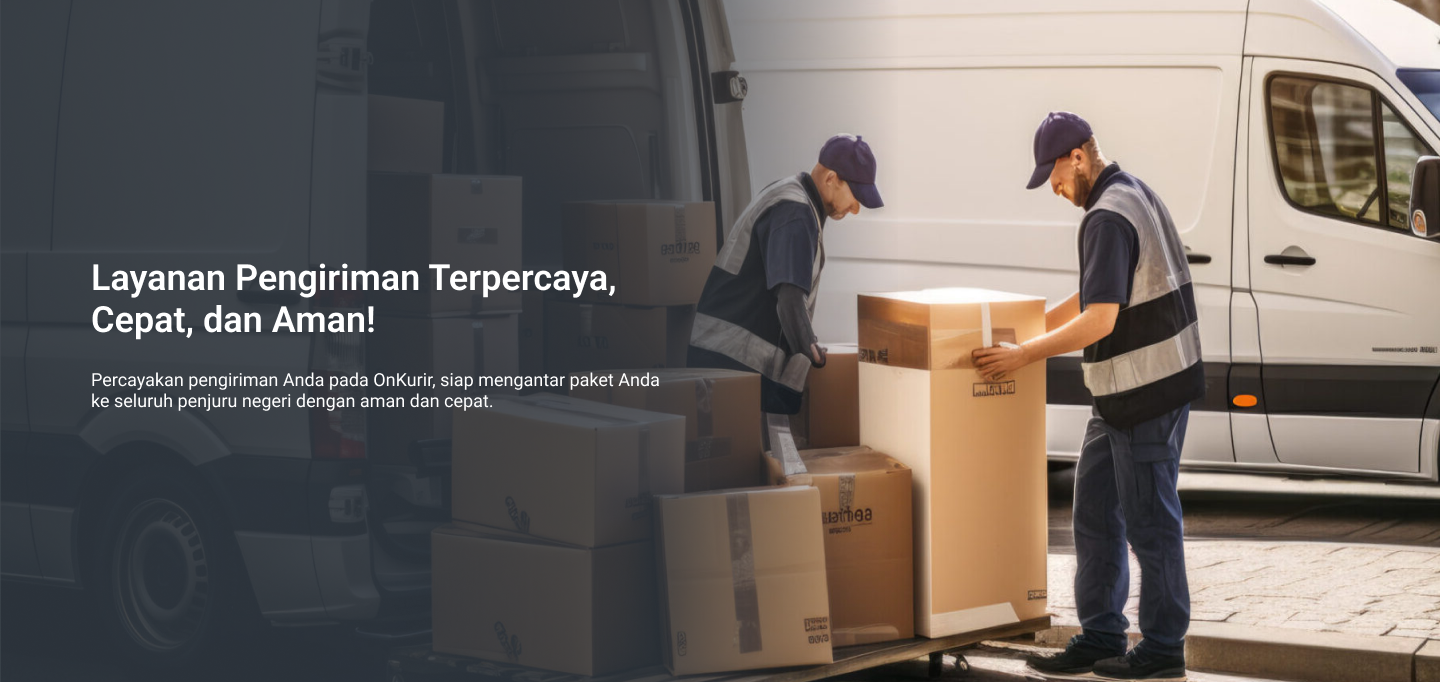 Layanan Pengiriman Terpercaya,
Cepat, dan Aman!
Percayakan pengiriman Anda pada OnKurir, siap mengantar paket Anda
ke seluruh penjuru negeri dengan aman dan cepat.